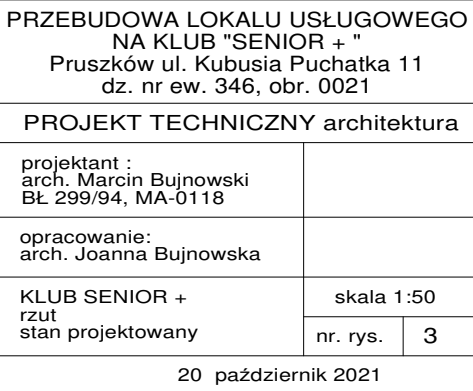 PRZEBUDOWA LOKALU USŁUGOWEGO
NA KLUB "SENIOR + "
Pruszków ul. Kubusia Puchatka 11
dz. nr ew. 346, obr. 0021
PROJEKT TECHNICZNY architektura
projektant :
arch. Marcin Bujnowski
BŁ 299/94, MA-0118
opracowanie:
arch. Joanna Bujnowska
KLUB SENIOR +
rzut
stan projektowany
skala 1:50
nr. rys. 3
20 październik 2021